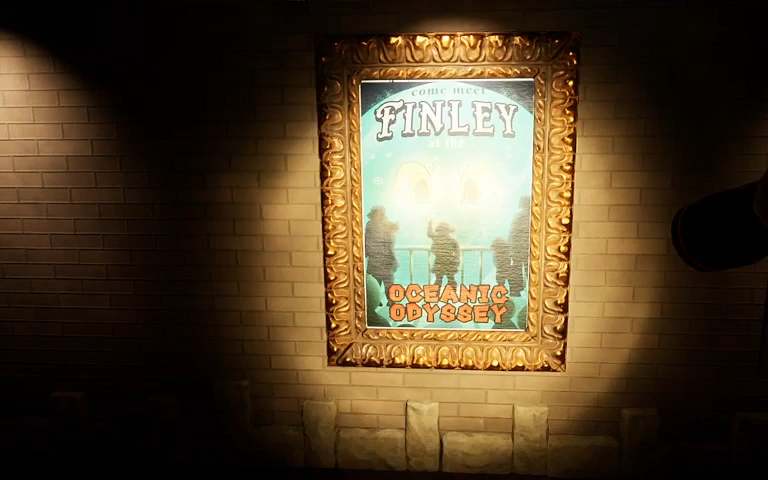 come meet
FINLEY
at the
OCEANIC
ODYSSEY